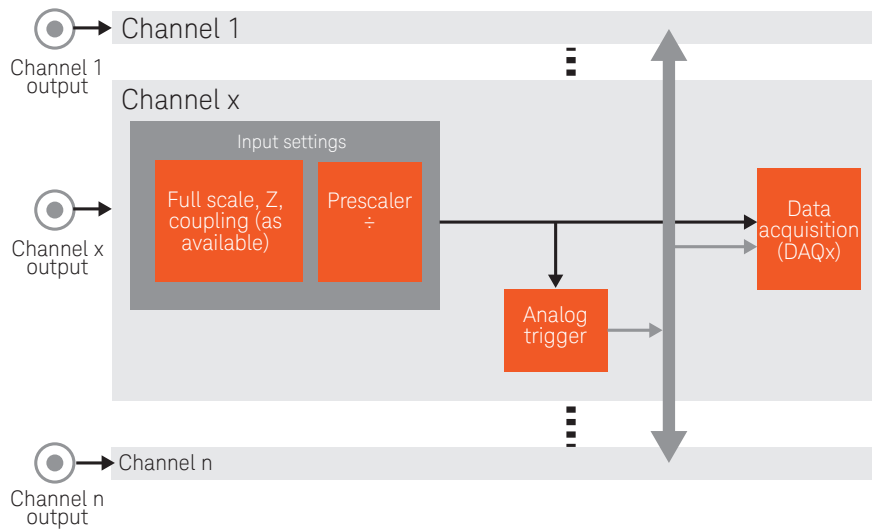 Channel 1
Channel 1
output
Channel x
Input settings
Full scale, Z,
coupling (as
available)
Prescaler
÷
Data
acquisition
(DAQx)
Channel x
output
Analog
trigger
Channel n
Channel n
output